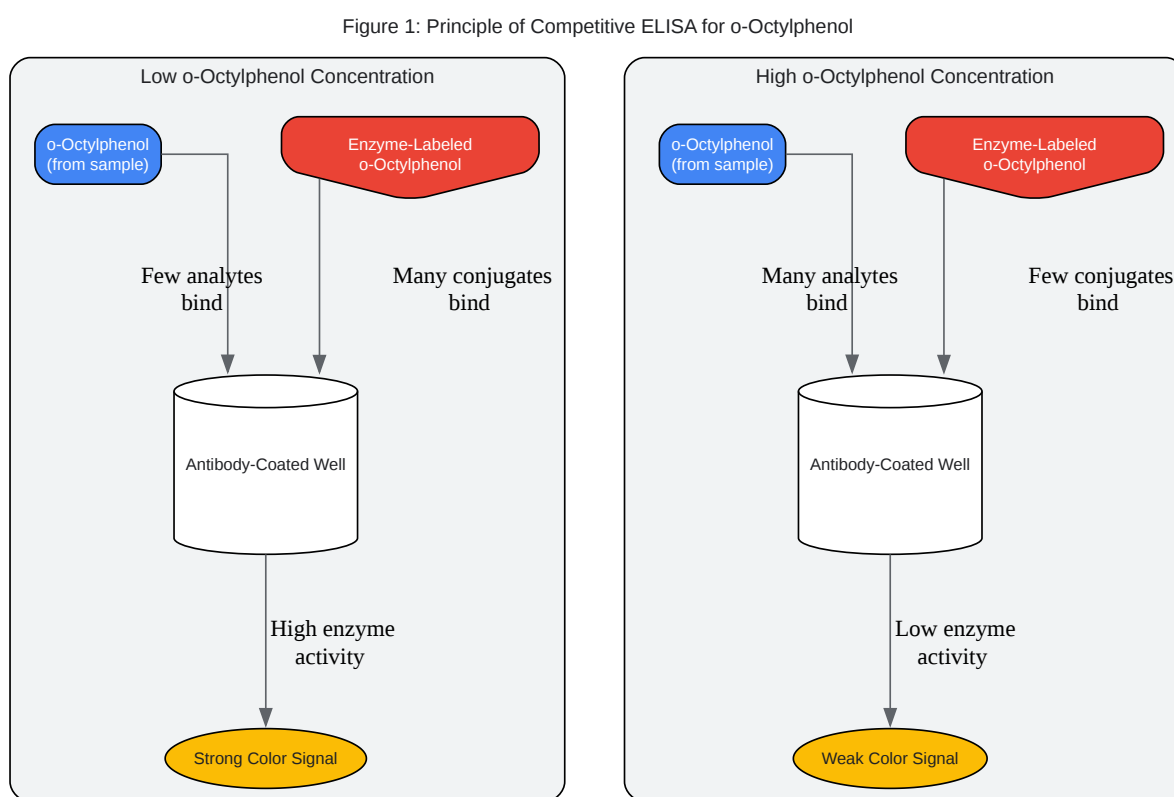 Figure 1: Principle of Competitive ELISA for o-Octylphenol
Low o-Octylphenol Concentration
o-Octylphenol
(from sample)
Enzyme-Labeled
o-Octylphenol
Few analytes
bind
Many conjugates
bind
Antibody-Coated Well
High enzyme
activity
Strong Color Signal
High o-Octylphenol Concentration
o-Octylphenol
(from sample)
Enzyme-Labeled
o-Octylphenol
Many analytes
bind
Few conjugates
bind
Antibody-Coated Well
Low enzyme
activity
Weak Color Signal